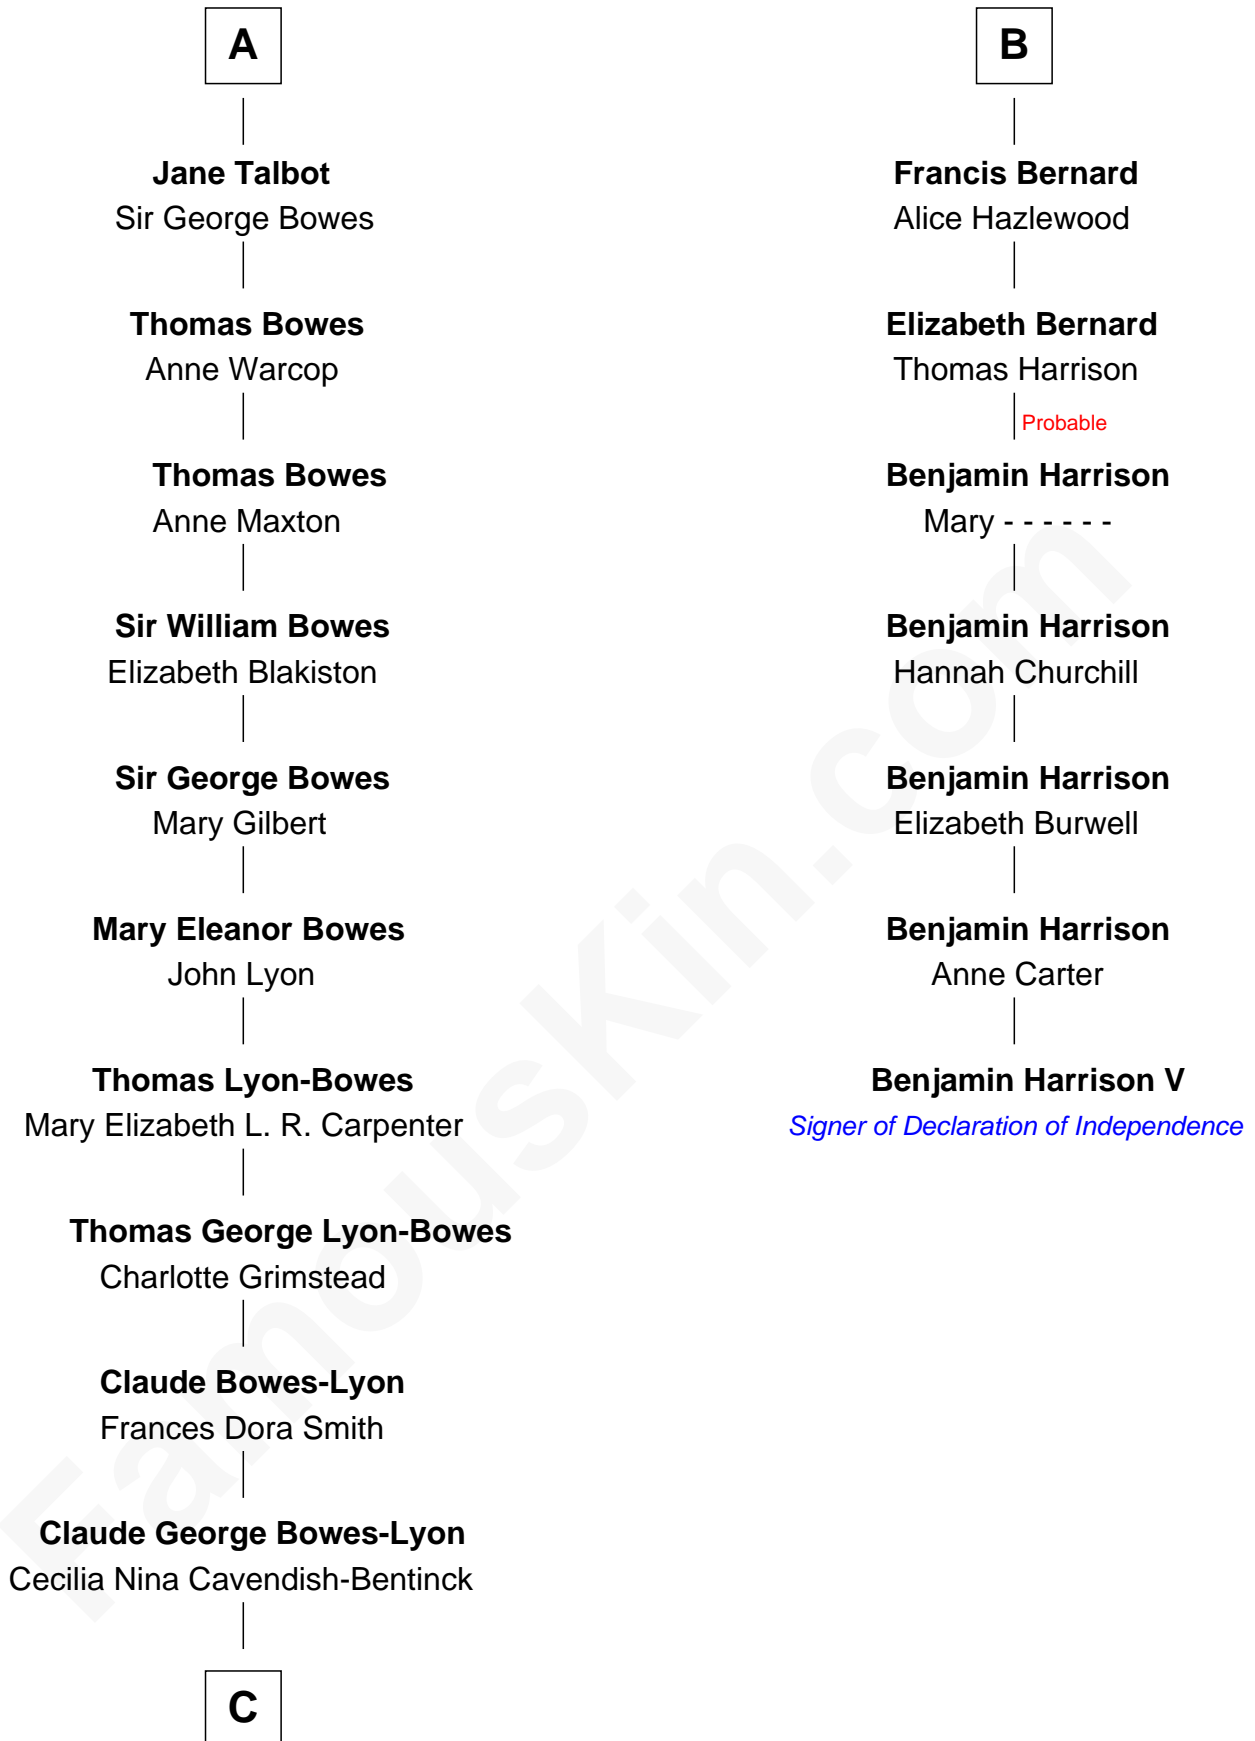 A
Jane Talbot
Sir George Bowes
Thomas Bowes
Anne Warcop
Thomas Bowes
Anne Maxton
Sir William Bowes
Elizabeth Blakiston
Sir George Bowes
Mary Gilbert
Mary Eleanor Bowes
John Lyon
Thomas Lyon-Bowes
Mary Elizabeth L. R. Carpenter
Thomas George Lyon-Bowes
Charlotte Grimstead
Claude Bowes-Lyon
Frances Dora Smith
Claude George Bowes-Lyon
Cecilia Nina Cavendish-Bentinck
C
B
Francis Bernard
Alice Hazlewood
Elizabeth Bernard
Thomas Harrison
Probable
Benjamin Harrison
Mary - - - - - -
Benjamin Harrison
Hannah Churchill
Benjamin Harrison
Elizabeth Burwell
Benjamin Harrison
Anne Carter
Benjamin Harrison V
Signer of Declaration of Independence
FamousKin.com